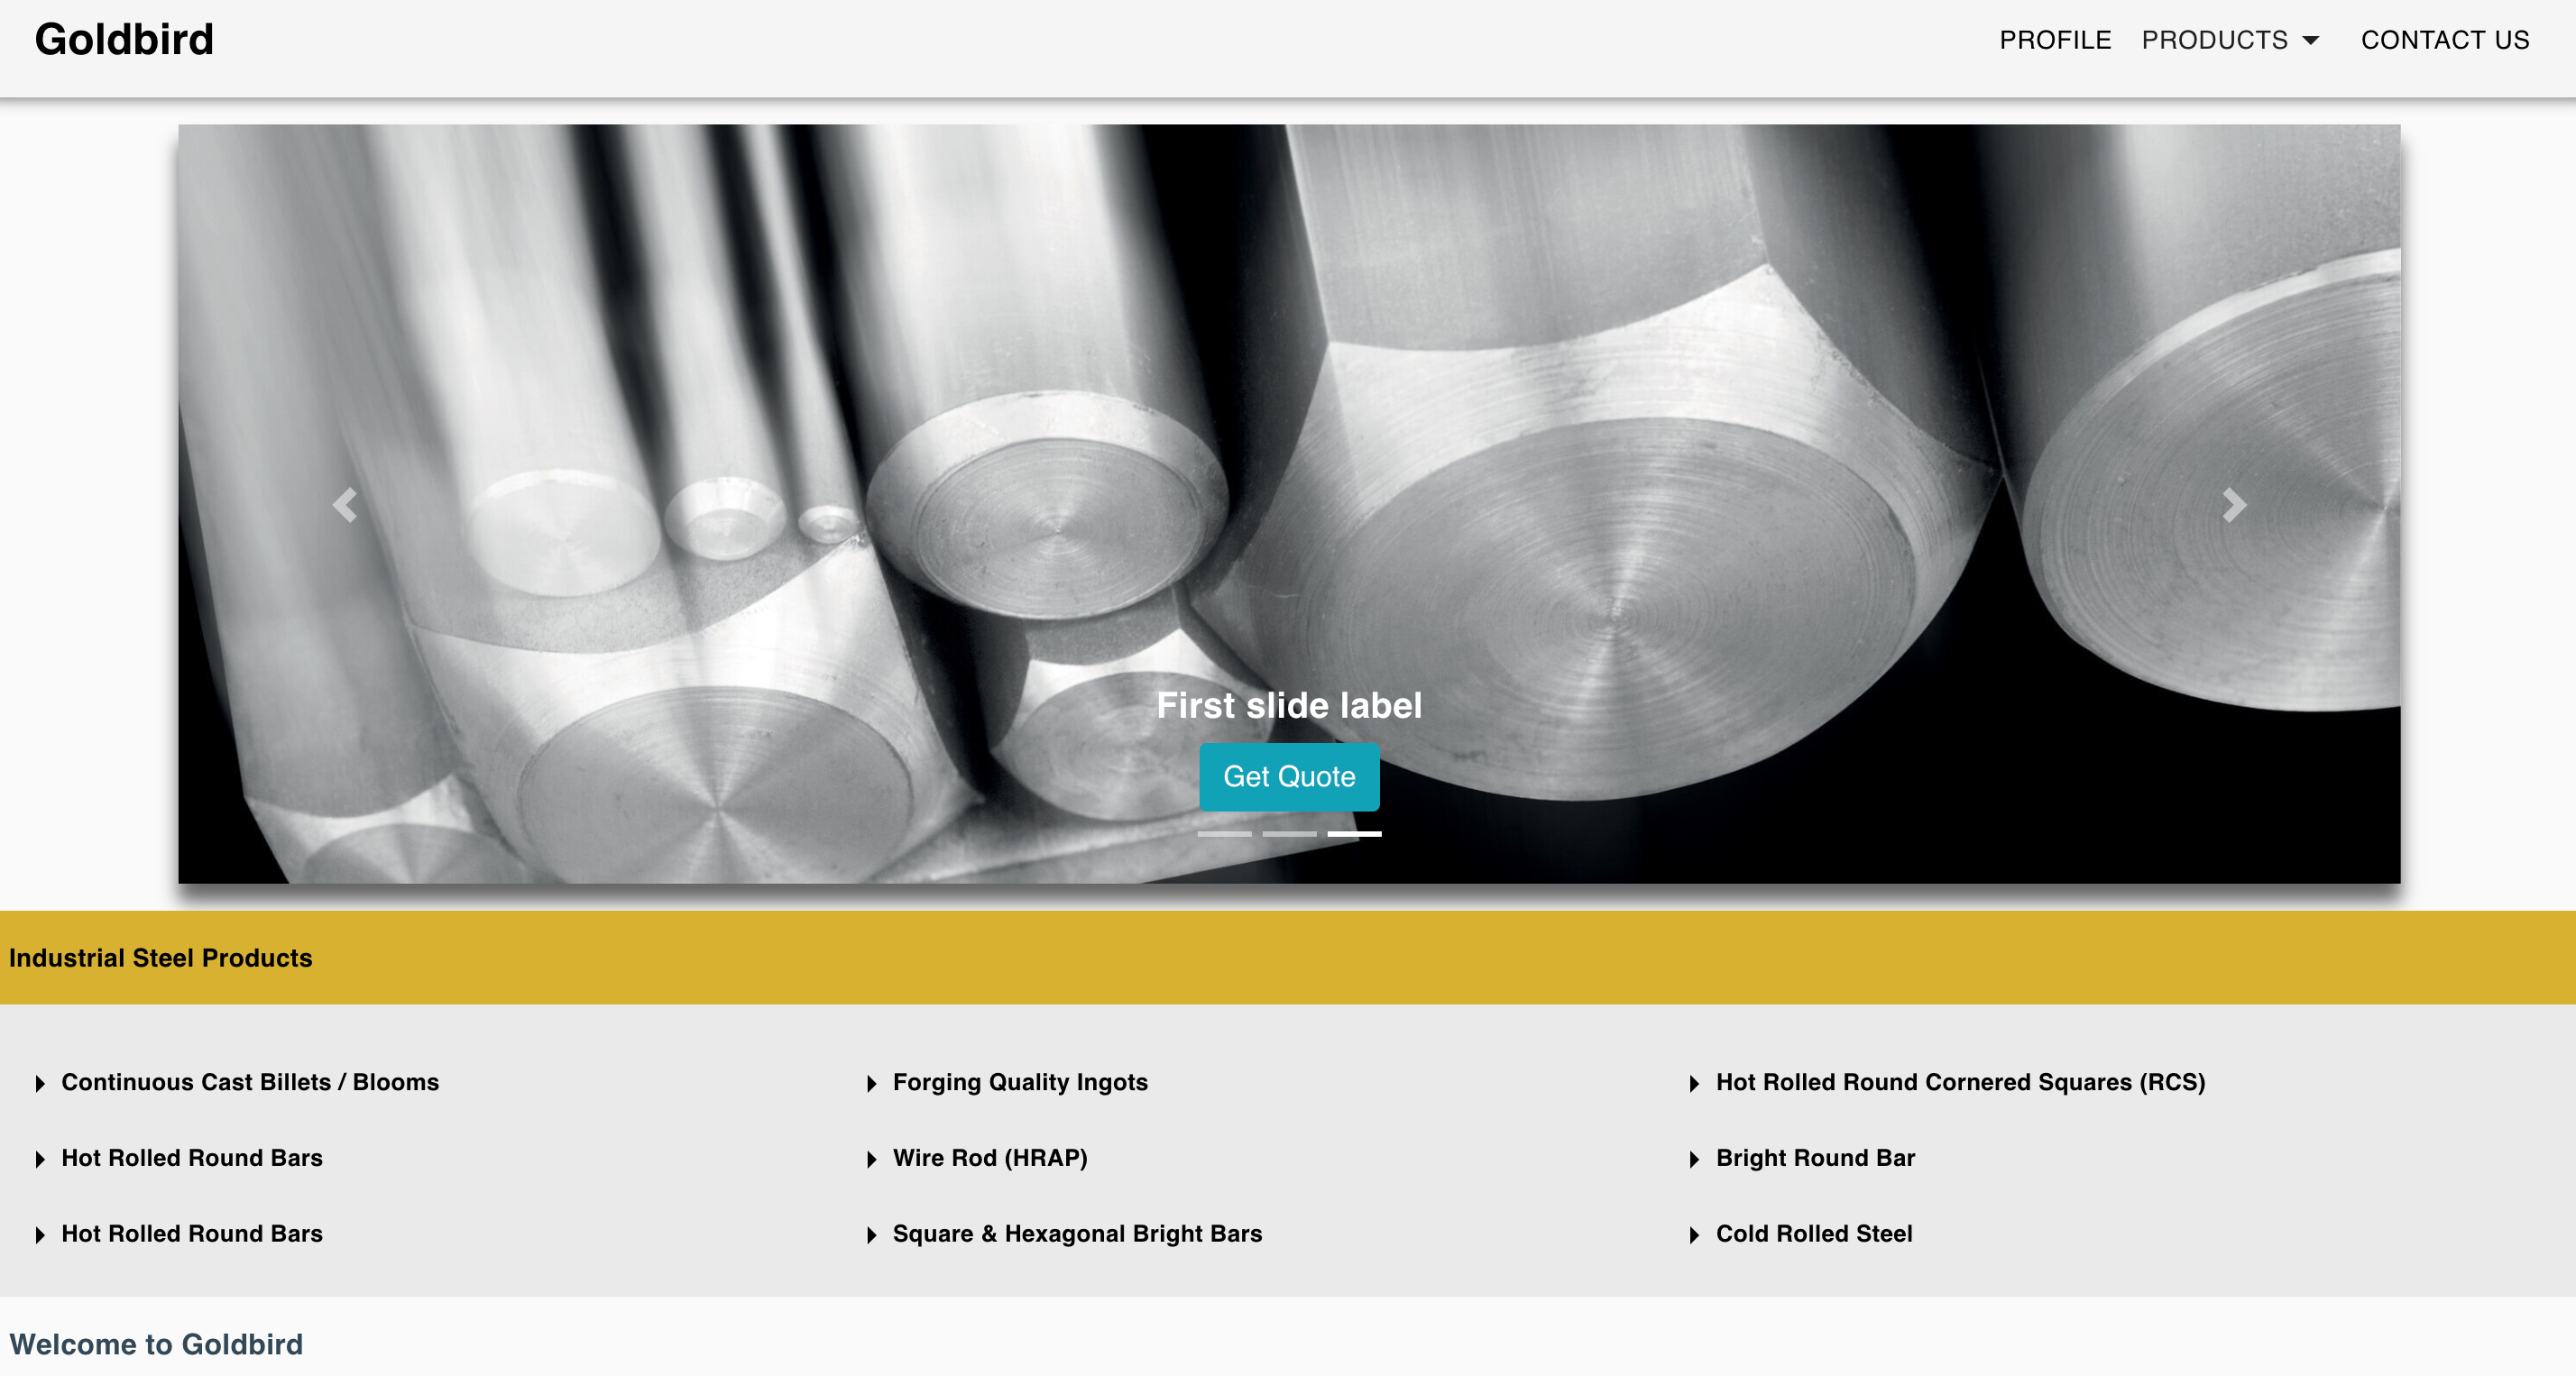 Goldbird
PROFILE PRODUCTS CONTACT US
First slide label
Get Quote
Industrial Steel Products
Continuous Cast Billets / Blooms
Forging Quality Ingots
Hot Rolled Round Cornered Squares (RCS)
Hot Rolled Round Bars
Wire Rod (HRAP)
Bright Round Bar
Hot Rolled Round Bars
Square & Hexagonal Bright Bars
Cold Rolled Steel
Welcome to Goldbird